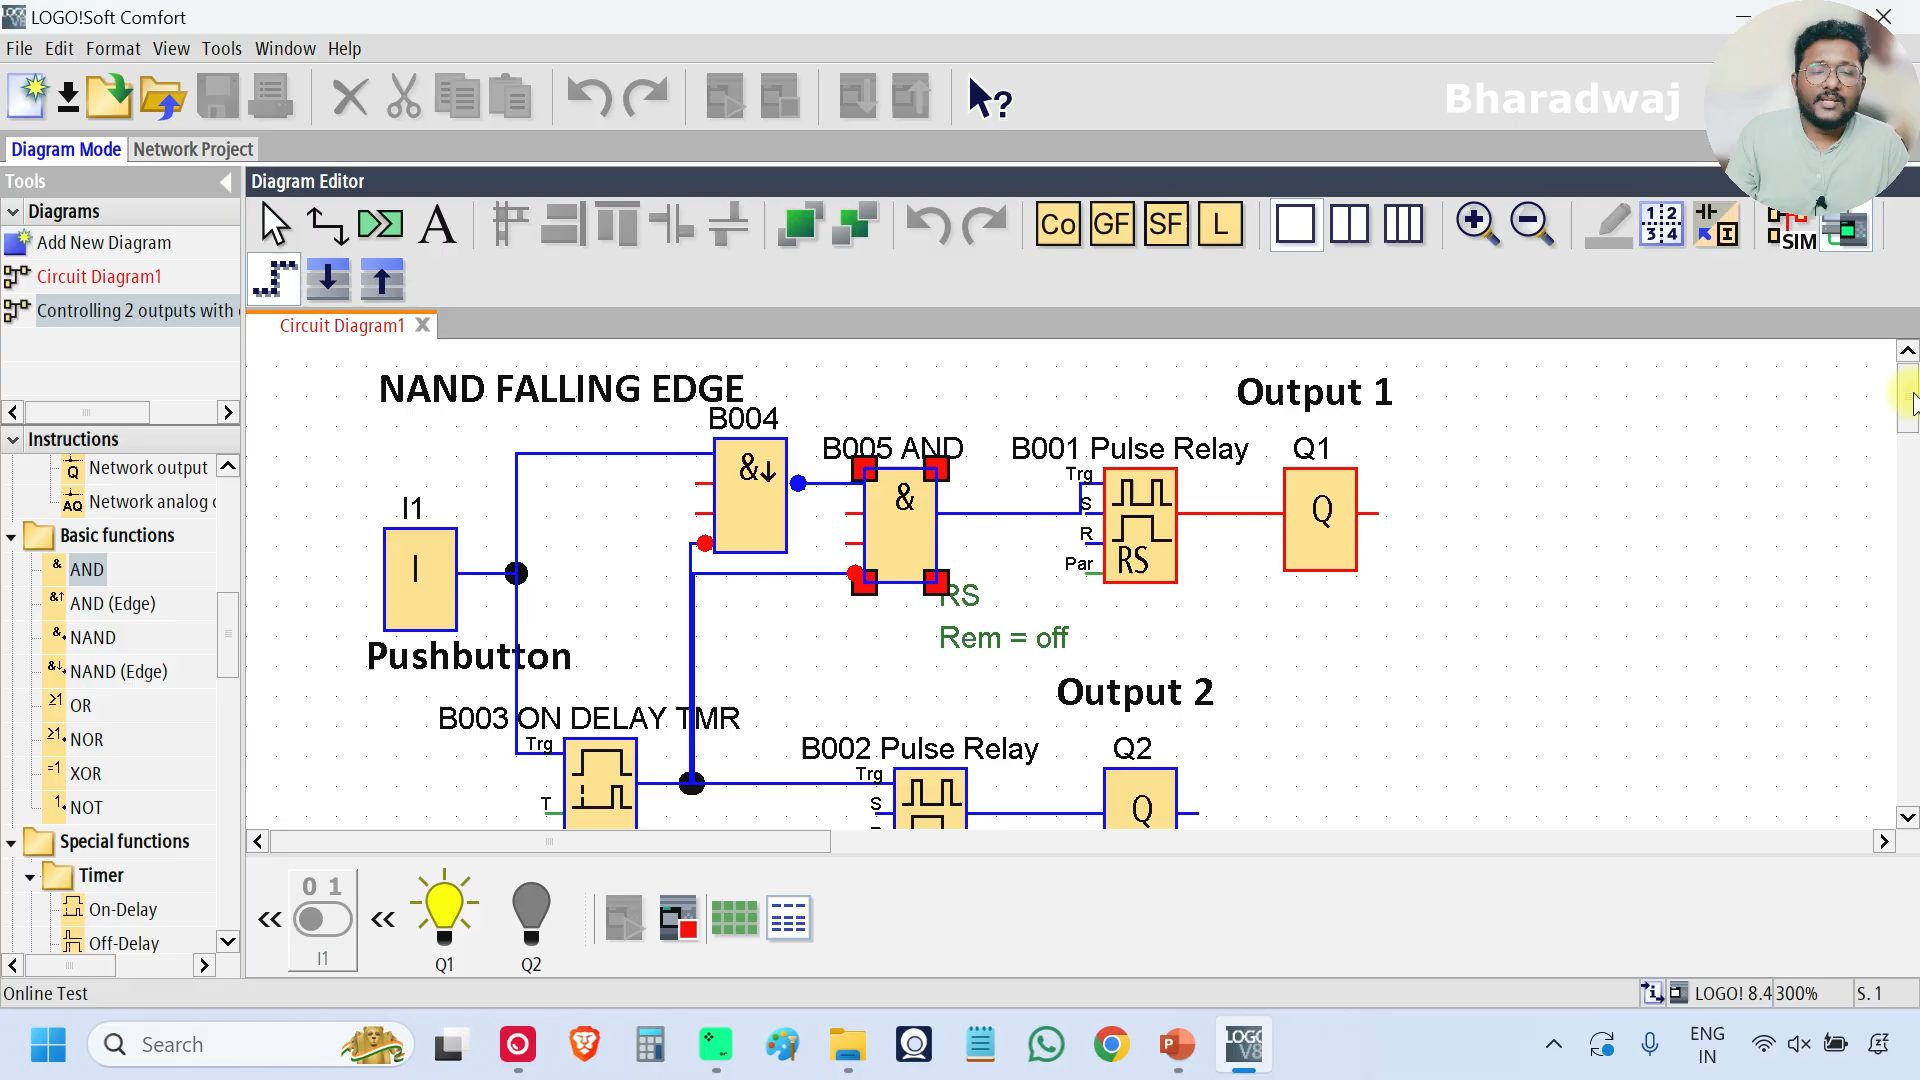 LOGO!Soft Comfort
File Edit Format View Tools Window Help
Bharadwaj
Diagram Mode Network Project
Tools
Diagram Editor
Diagrams
Add New Diagram
Circuit Diagram1
Controlling 2 outputs with
Co GF SF L
SIM
Circuit Diagram1
NAND FALLING EDGE
Output 1
B004
B005 AND
B001 Pulse Relay
Q1
Trg
S
R
Par
RS
Q
&↓
&
I1
I
Pushbutton
RS
Rem = off
Output 2
B003 ON DELAY TMR
Trg
T
B002 Pulse Relay
Trg
S
Q2
Q
Instructions
Network output
Network analog
Basic functions
AND
AND (Edge)
NAND
NAND (Edge)
OR
NOR
XOR
NOT
Special functions
Timer
On-Delay
Off-Delay
0 1
I1
Q1
Q2
Online Test
LOGO! 8.4 300% S. 1
Search
LOGO V8
ENG
IN